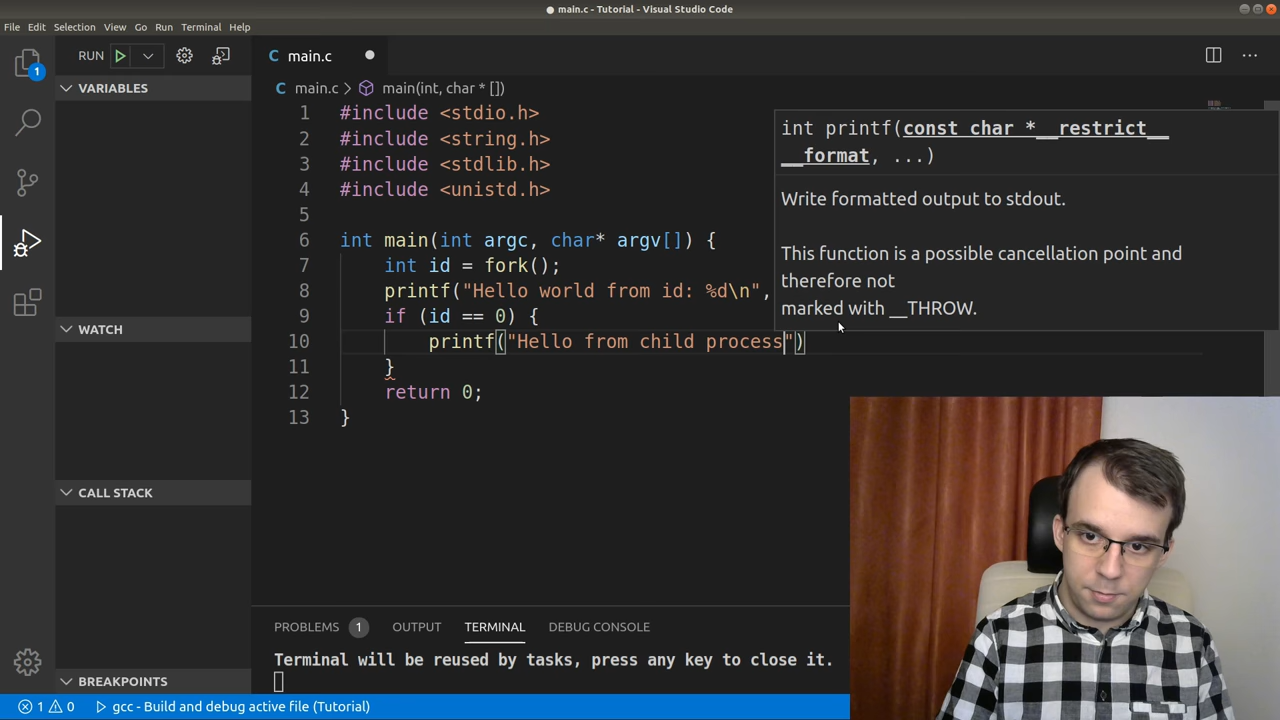 ● main.c - Tutorial - Visual Studio Code
File Edit Selection View Go Run Terminal Help
1
RUN
main.c
main.c > main(int, char * [])
VARIABLES
WATCH
CALL STACK
BREAKPOINTS
1 #include <stdio.h>
2 #include <string.h>
3 #include <stdlib.h>
4 #include <unistd.h>
5
6 int main(int argc, char* argv[]) {
7 int id = fork();
8 printf("Hello world from id: %d\n",
9 if (id == 0) {
10 printf("Hello from child process")
11 }
12 return 0;
13 }
int printf(const char *__restrict__
__format, ...)
Write formatted output to stdout.
This function is a possible cancellation point and
therefore not
marked with __THROW.
PROBLEMS 1 OUTPUT TERMINAL DEBUG CONSOLE
Terminal will be reused by tasks, press any key to close it.
1 0 gcc - Build and debug active file (Tutorial)